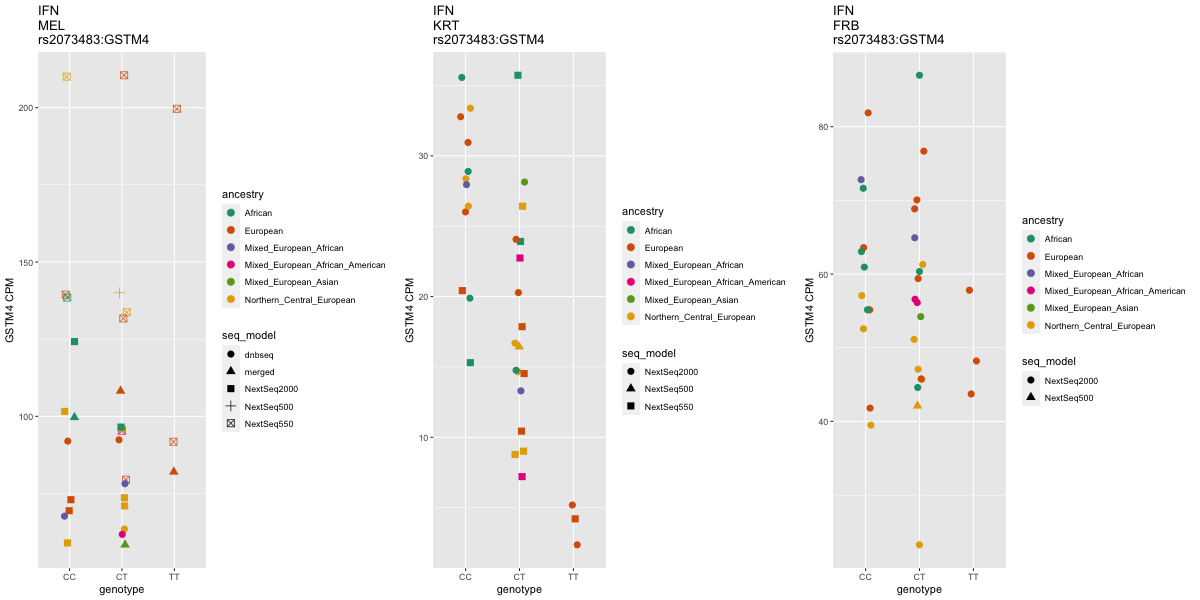 IFN
MEL
rs2073483:GSTM4
GSTM4 CPM
200
150
100
CC
CT
TT
genotype
ancestry
African
European
Mixed_European_African
Mixed_European_African_American
Mixed_European_Asian
Northern_Central_European
seq_model
dnbseq
merged
NextSeq2000
NextSeq500
NextSeq550
IFN
KRT
rs2073483:GSTM4
GSTM4 CPM
30
20
10
CC
CT
TT
genotype
ancestry
African
European
Mixed_European_African
Mixed_European_African_American
Mixed_European_Asian
Northern_Central_European
seq_model
NextSeq2000
NextSeq500
NextSeq550
IFN
FRB
rs2073483:GSTM4
GSTM4 CPM
80
60
40
CC
CT
TT
genotype
ancestry
African
European
Mixed_European_African
Mixed_European_African_American
Mixed_European_Asian
Northern_Central_European
seq_model
NextSeq2000
NextSeq500